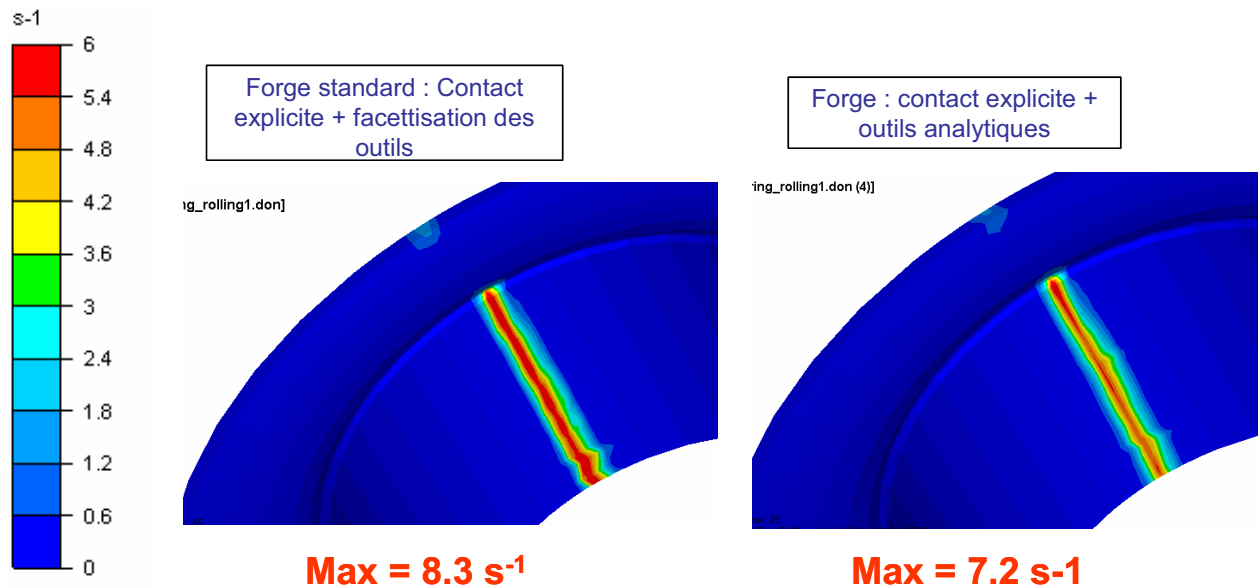 s-1
6
5.4
4.8
4.2
3.6
3
2.4
1.8
1.2
0.6
0
Forge standard : Contact
explicite + facettisation des
outils
ng_rolling1.don]
Max = 8.3 s-1
Forge : contact explicite +
outils analytiques
ring_rolling1.don (4)]
Max = 7.2 s-1